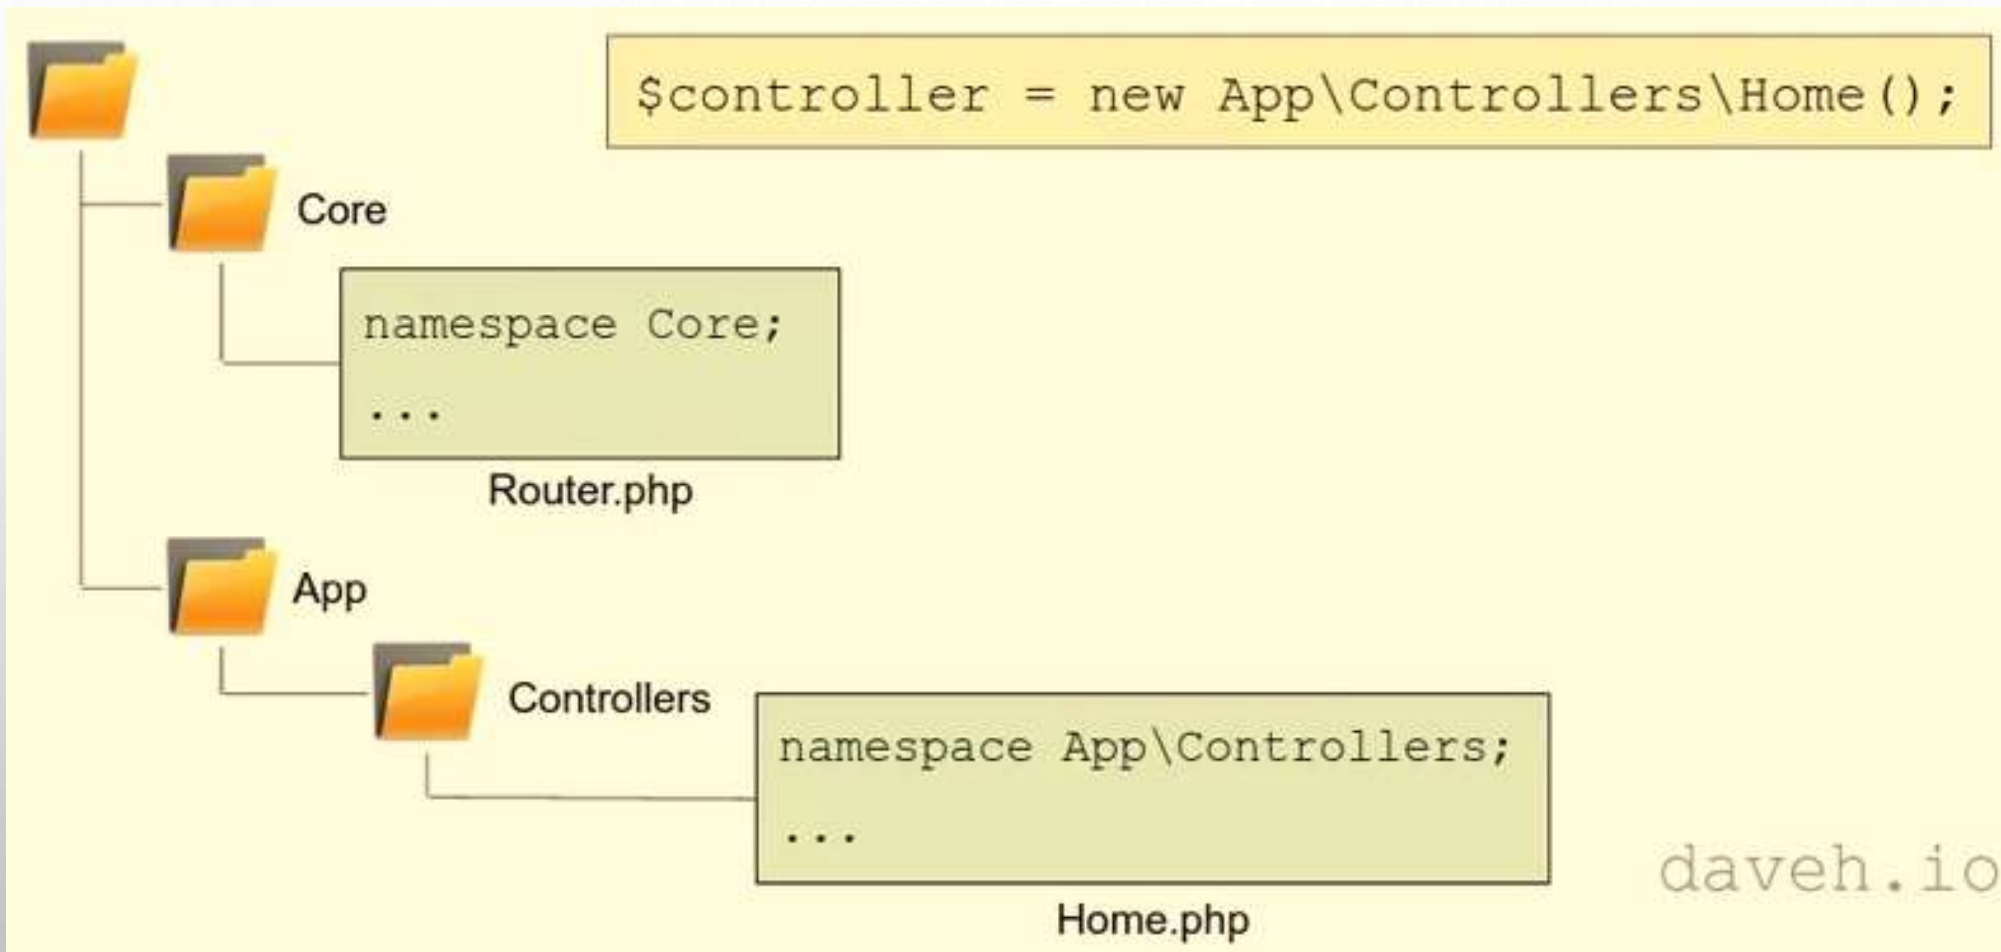 $controller = new App\Controllers\Home();
Core
namespace Core;
...
Router.php
App
Controllers
namespace App\Controllers;
...
Home.php
daveh.io